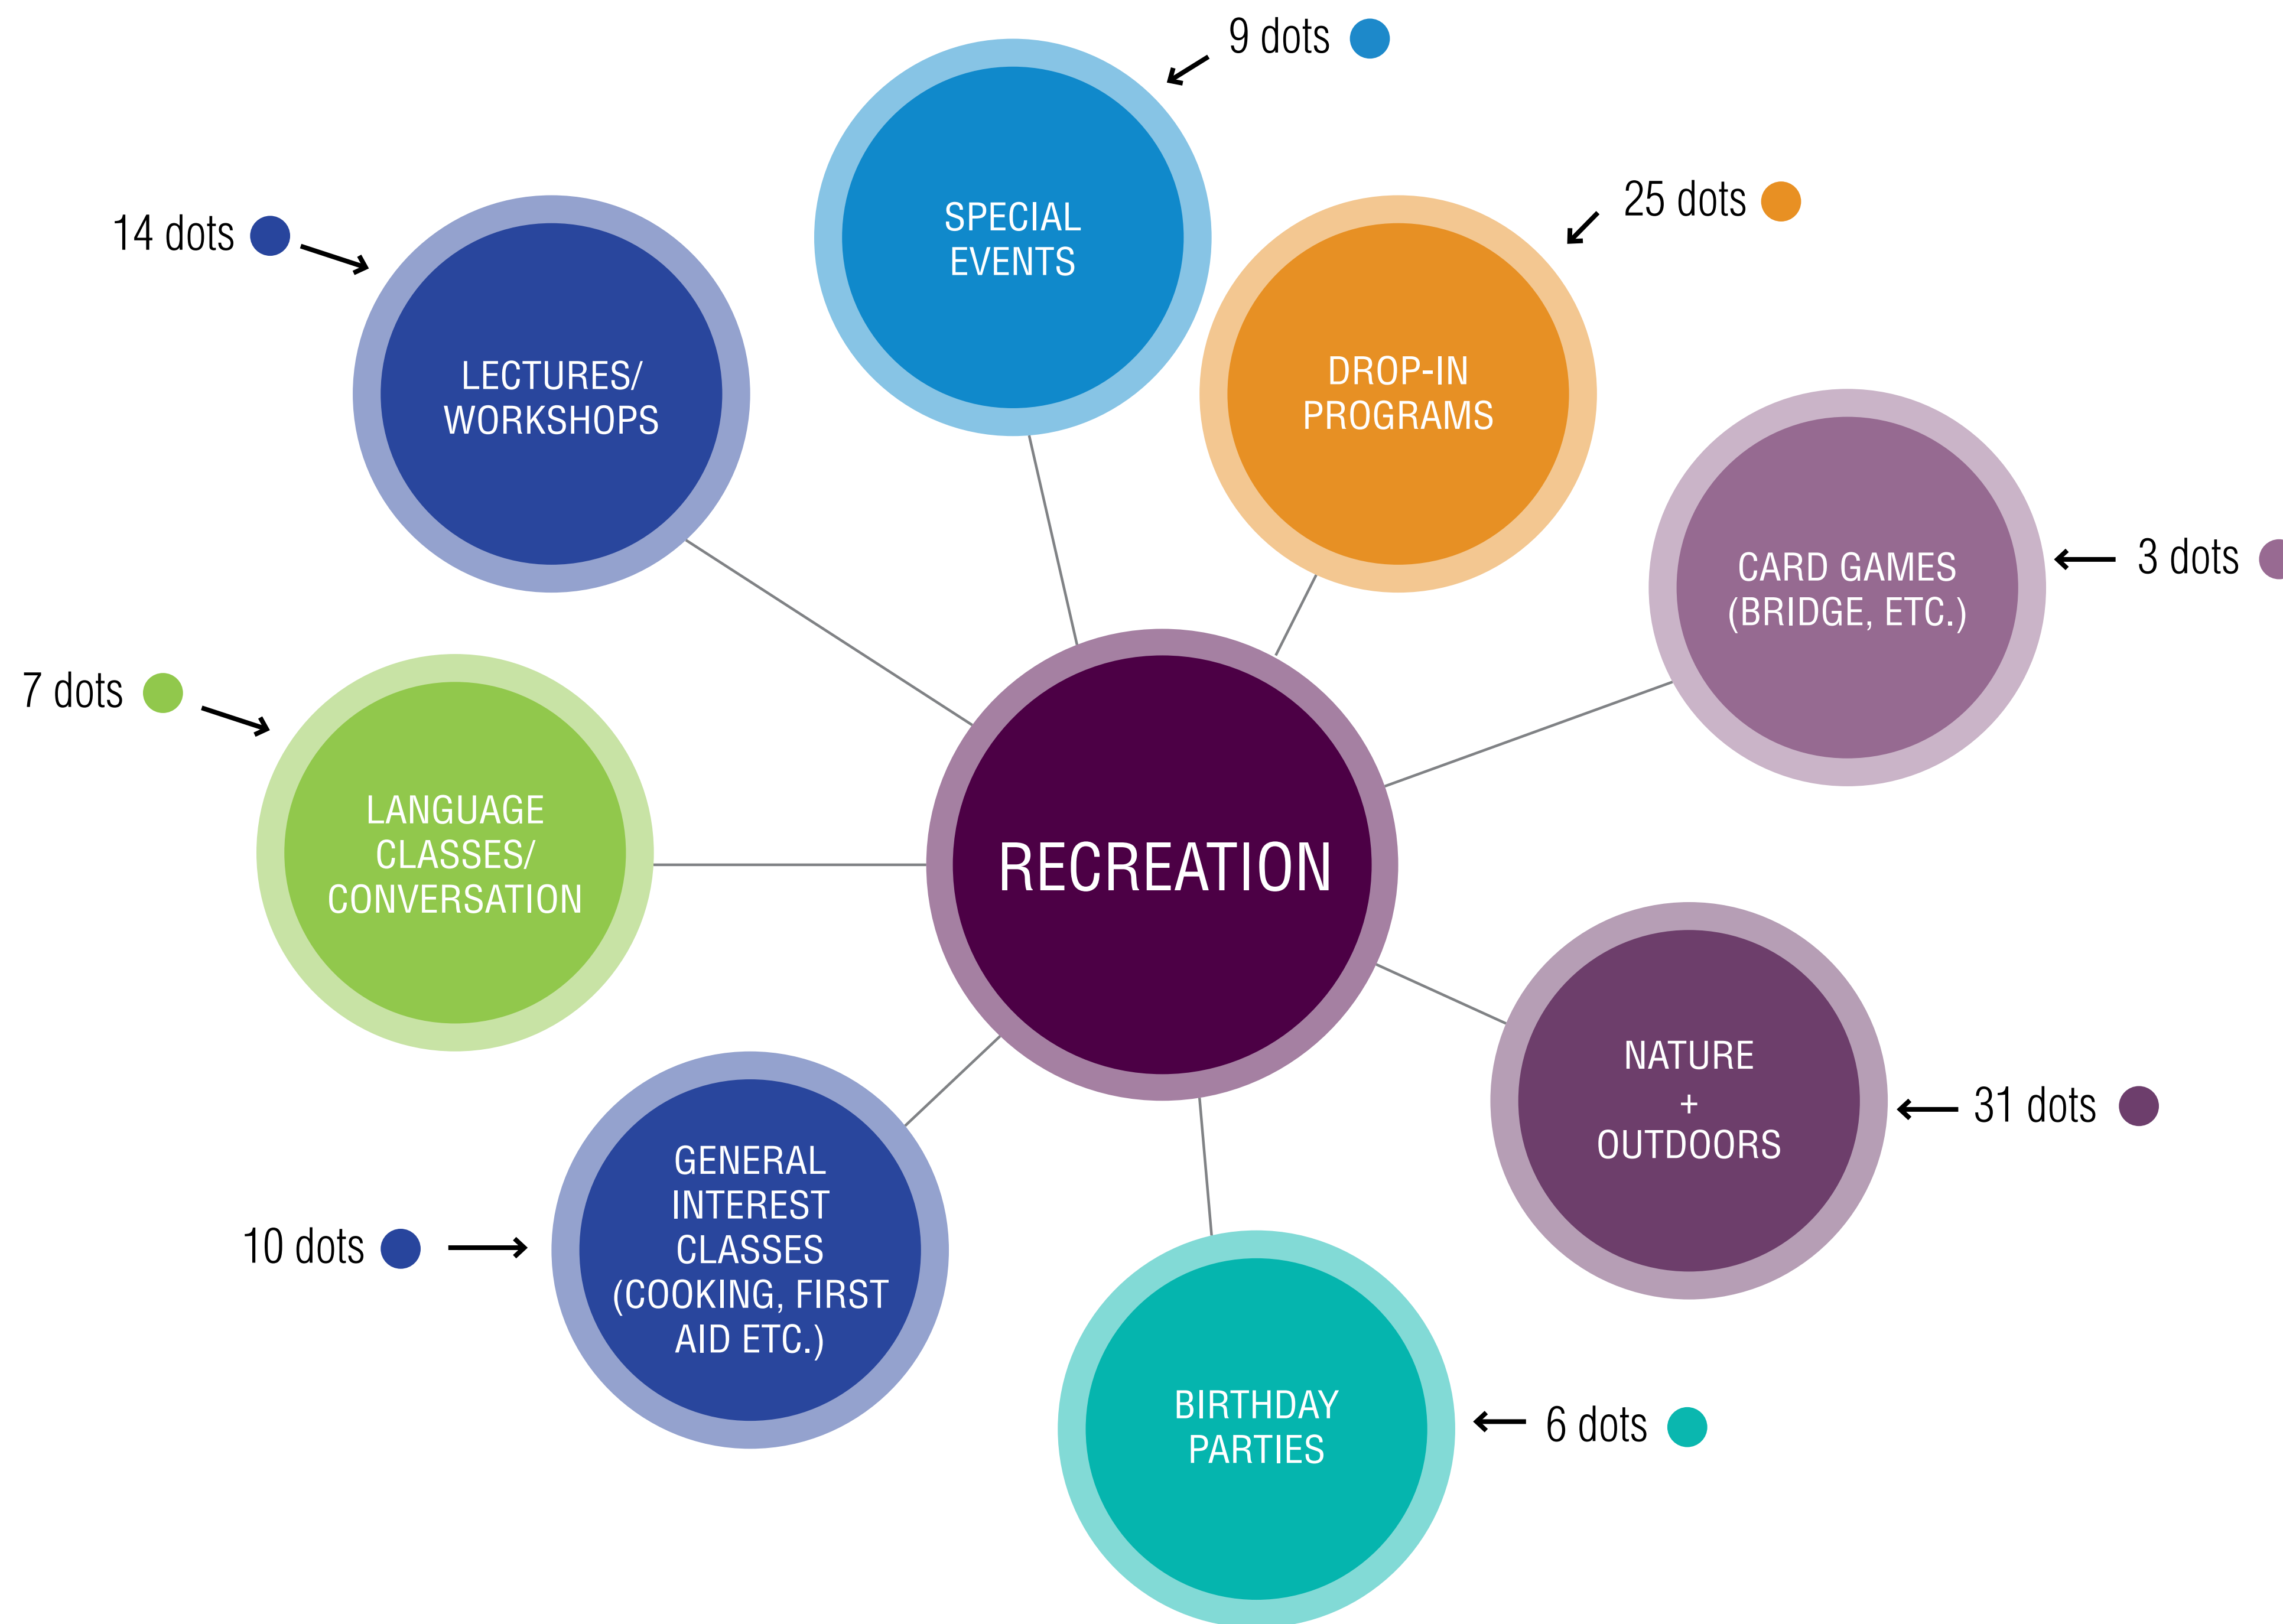 9 dots
SPECIAL
EVENTS
25 dots
DROP-IN
PROGRAMS
14 dots
LECTURES/
WORKSHOPS
3 dots
CARD GAMES
(BRIDGE, ETC.)
7 dots
LANGUAGE
CLASSES/
CONVERSATION
RECREATION
31 dots
NATURE
+
OUTDOORS
10 dots
GENERAL
INTEREST
CLASSES
(COOKING, FIRST
AID ETC.)
6 dots
BIRTHDAY
PARTIES